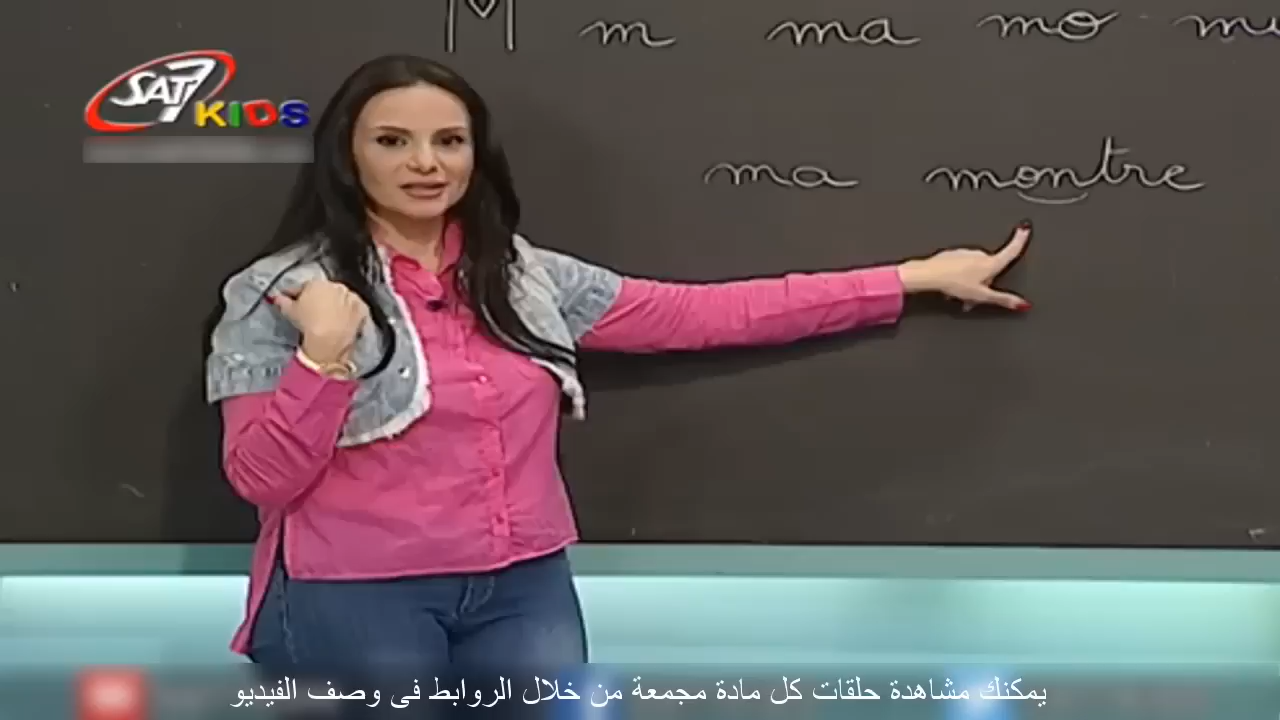 M m ma mo
SAT7
KIDS
ma montre
يمكنك مشاهدة حلقات كل مادة مجمعة من خلال الروابط فى وصف الفيديو